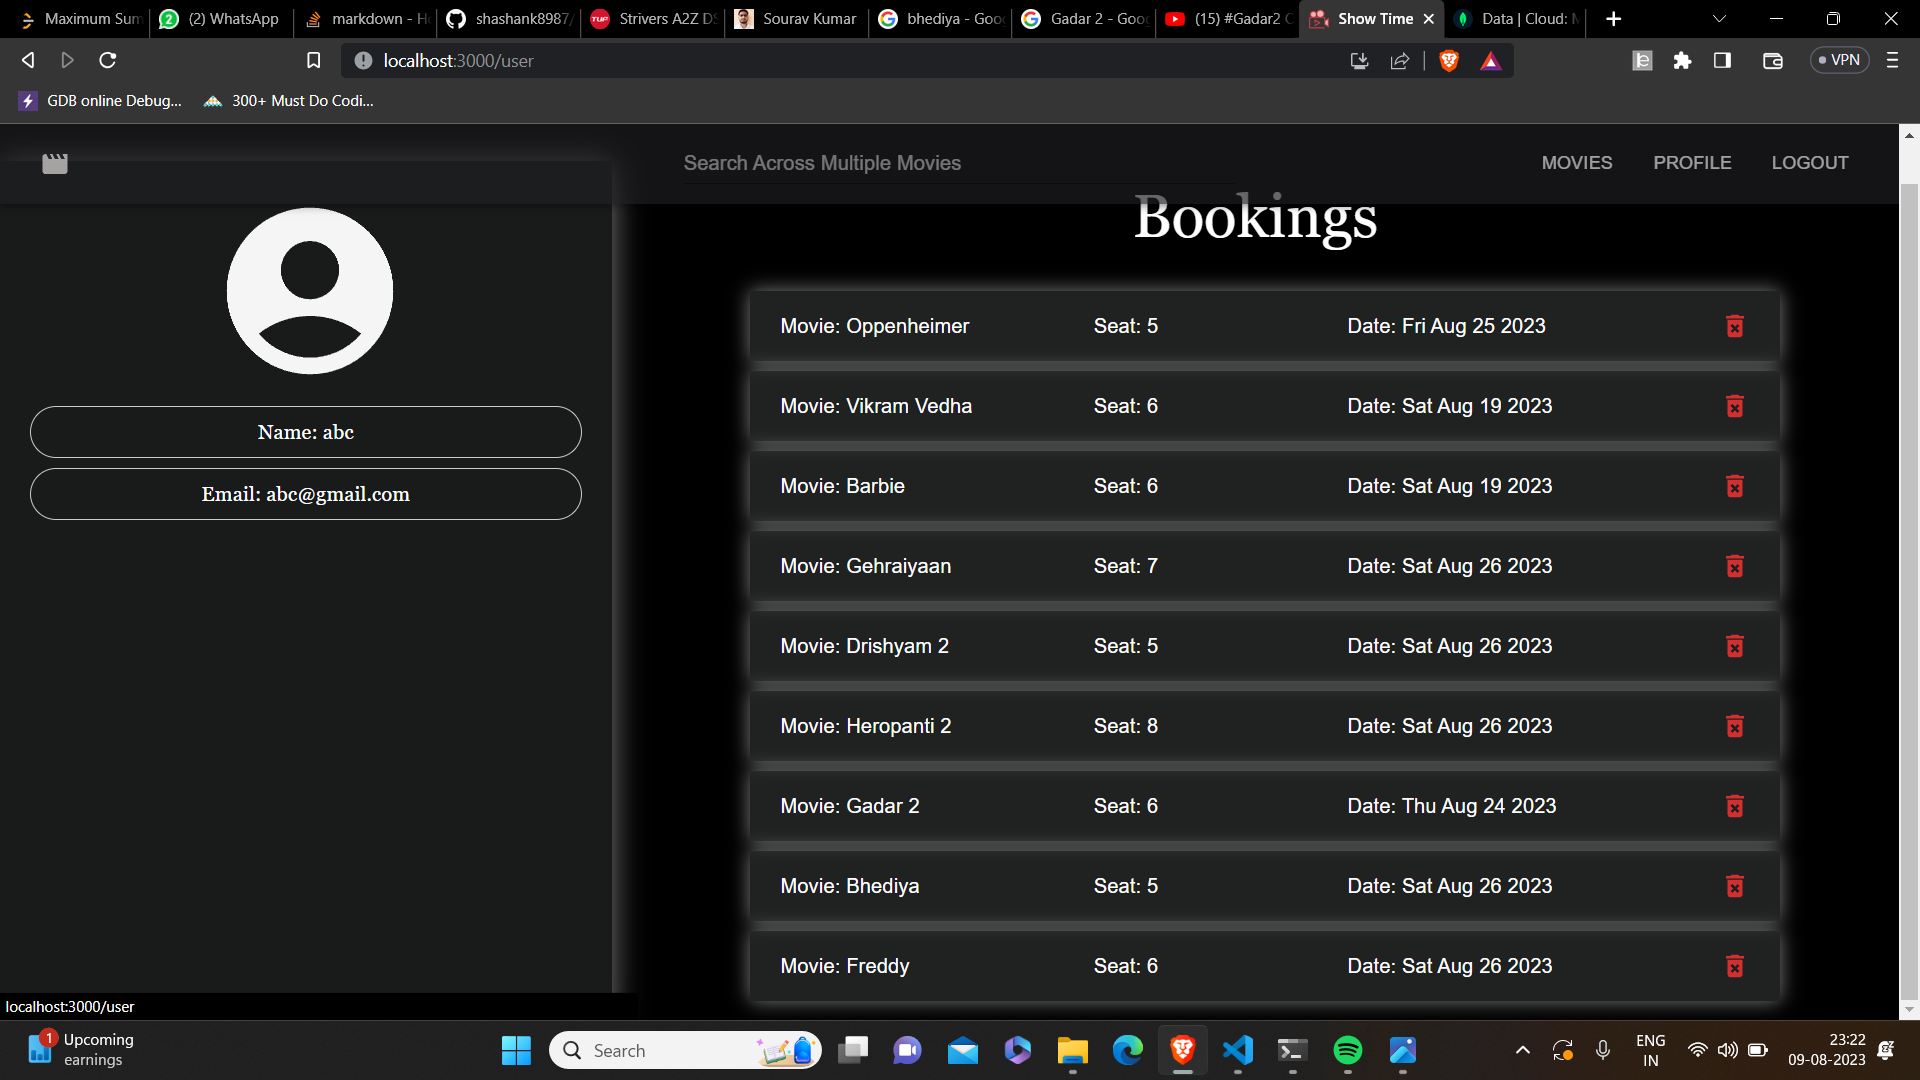 Maximum Sum
(2) WhatsApp
markdown - H
shashank8987/
Strivers A2Z DS
Sourav Kumar
bhediya - Goo
Gadar 2 - Goog
(15) #Gadar2
Show Time
Data | Cloud: M
localhost:3000/user
VPN
GDB online Debug...
300+ Must Do Codi...
Search Across Multiple Movies
MOVIES
PROFILE
LOGOUT
Name: abc
Email: abc@gmail.com
Bookings
Movie: Oppenheimer Seat: 5 Date: Fri Aug 25 2023
Movie: Vikram Vedha Seat: 6 Date: Sat Aug 19 2023
Movie: Barbie Seat: 6 Date: Sat Aug 19 2023
Movie: Gehraiyaan Seat: 7 Date: Sat Aug 26 2023
Movie: Drishyam 2 Seat: 5 Date: Sat Aug 26 2023
Movie: Heropanti 2 Seat: 8 Date: Sat Aug 26 2023
Movie: Gadar 2 Seat: 6 Date: Thu Aug 24 2023
Movie: Bhediya Seat: 5 Date: Sat Aug 26 2023
Movie: Freddy Seat: 6 Date: Sat Aug 26 2023
localhost:3000/user
1
Upcoming
earnings
Search
ENG
IN
23:22
09-08-2023